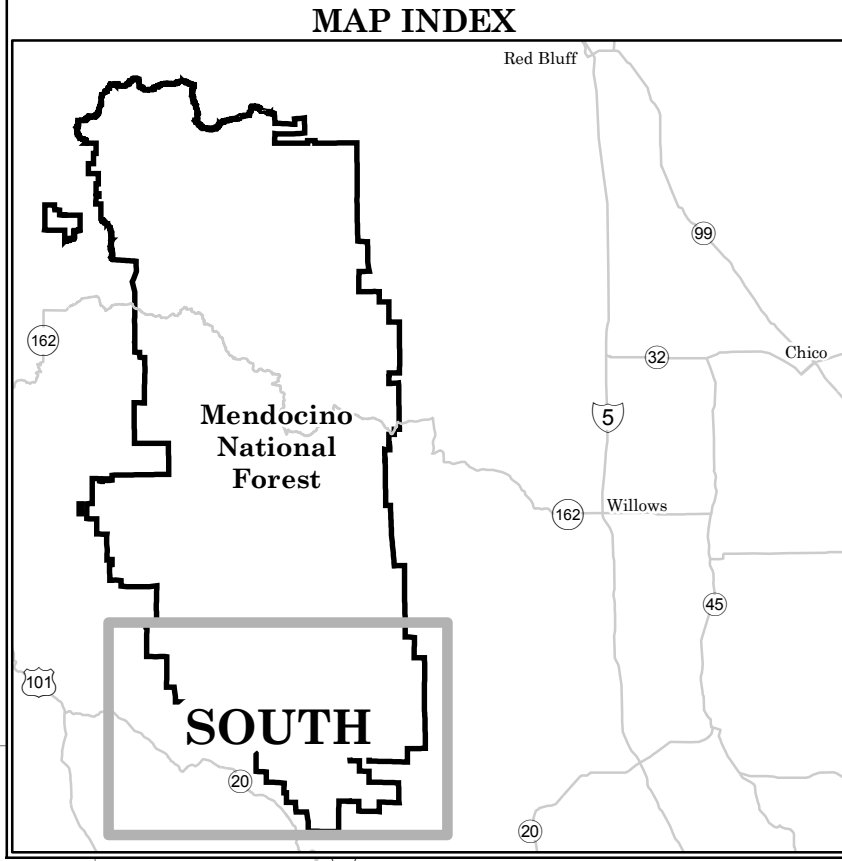 MAP INDEX
Red Bluff
99
162
32
Chico
5
Mendocino
National
Forest
162
Willows
45
101
SOUTH
20
20